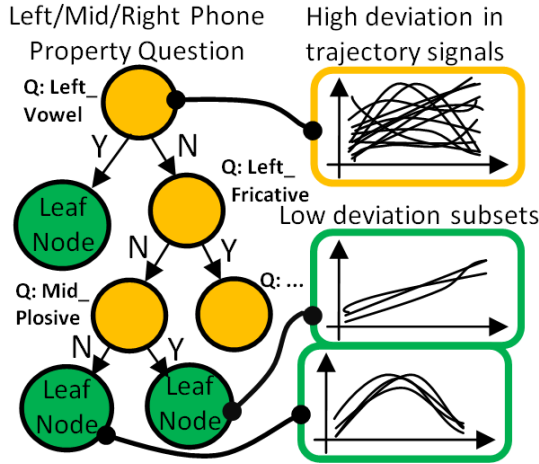 Left/Mid/Right Phone
Property Question
Q: Left_
Vowel
Y
N
Q: Left_
Fricative
Leaf
Node
N
Y
Q: Mid_
Plosive
Q: ...
N
Y
Leaf
Node
Leaf
Node
High deviation in
trajectory signals
Low deviation subsets